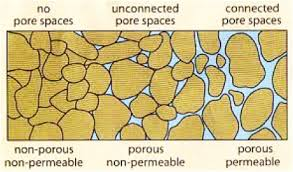 no
pore spaces
unconnected
pore spaces
connected
pore spaces
non-porous
non-permeable
porous
non-permeable
porous
permeable